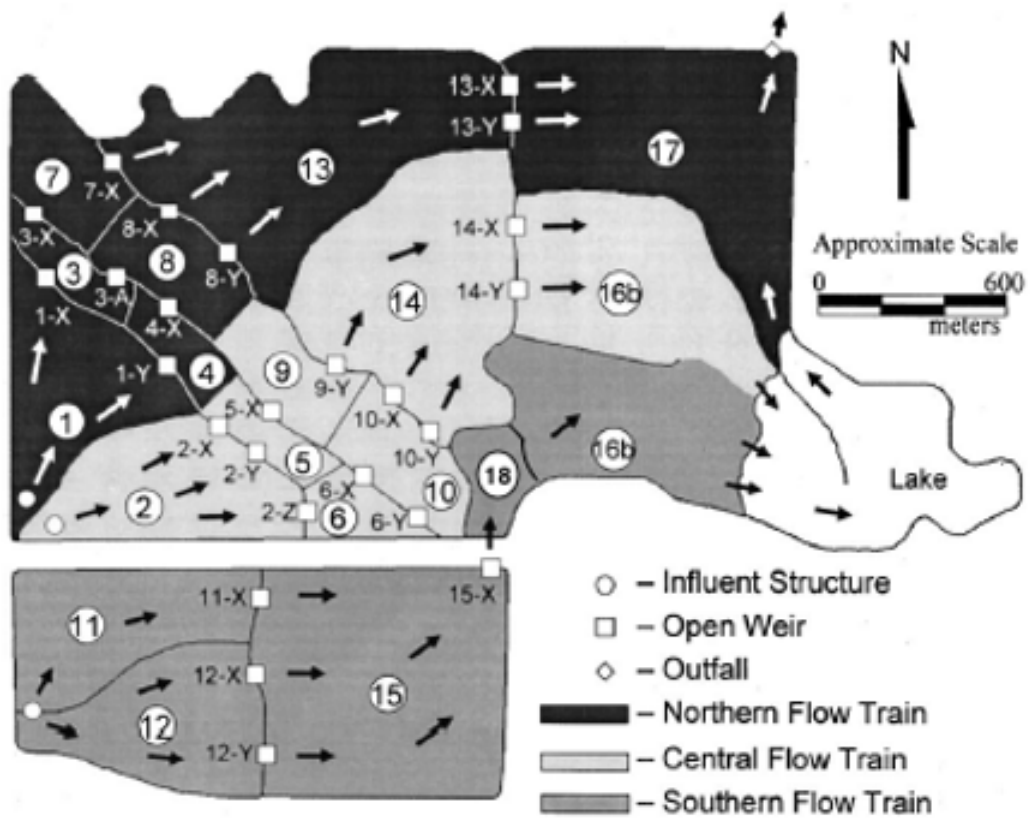 N
13-X
13-Y
17
13
7
7-X
3-X
8-X
8
8-Y
3
3-A
1-X
4-X
14-X
14-Y
16b
14
Approximate Scale
0
600
meters
1-Y
4
9
9-Y
1
5-X
10-X
2-X
10-Y
16b
2-Y
5
6-X
10
18
Lake
2
2-Z
6
6-Y
11-X
15-X
11
12-X
12
15
12-Y
– Influent Structure
– Open Weir
– Outfall
– Northern Flow Train
– Central Flow Train
– Southern Flow Train